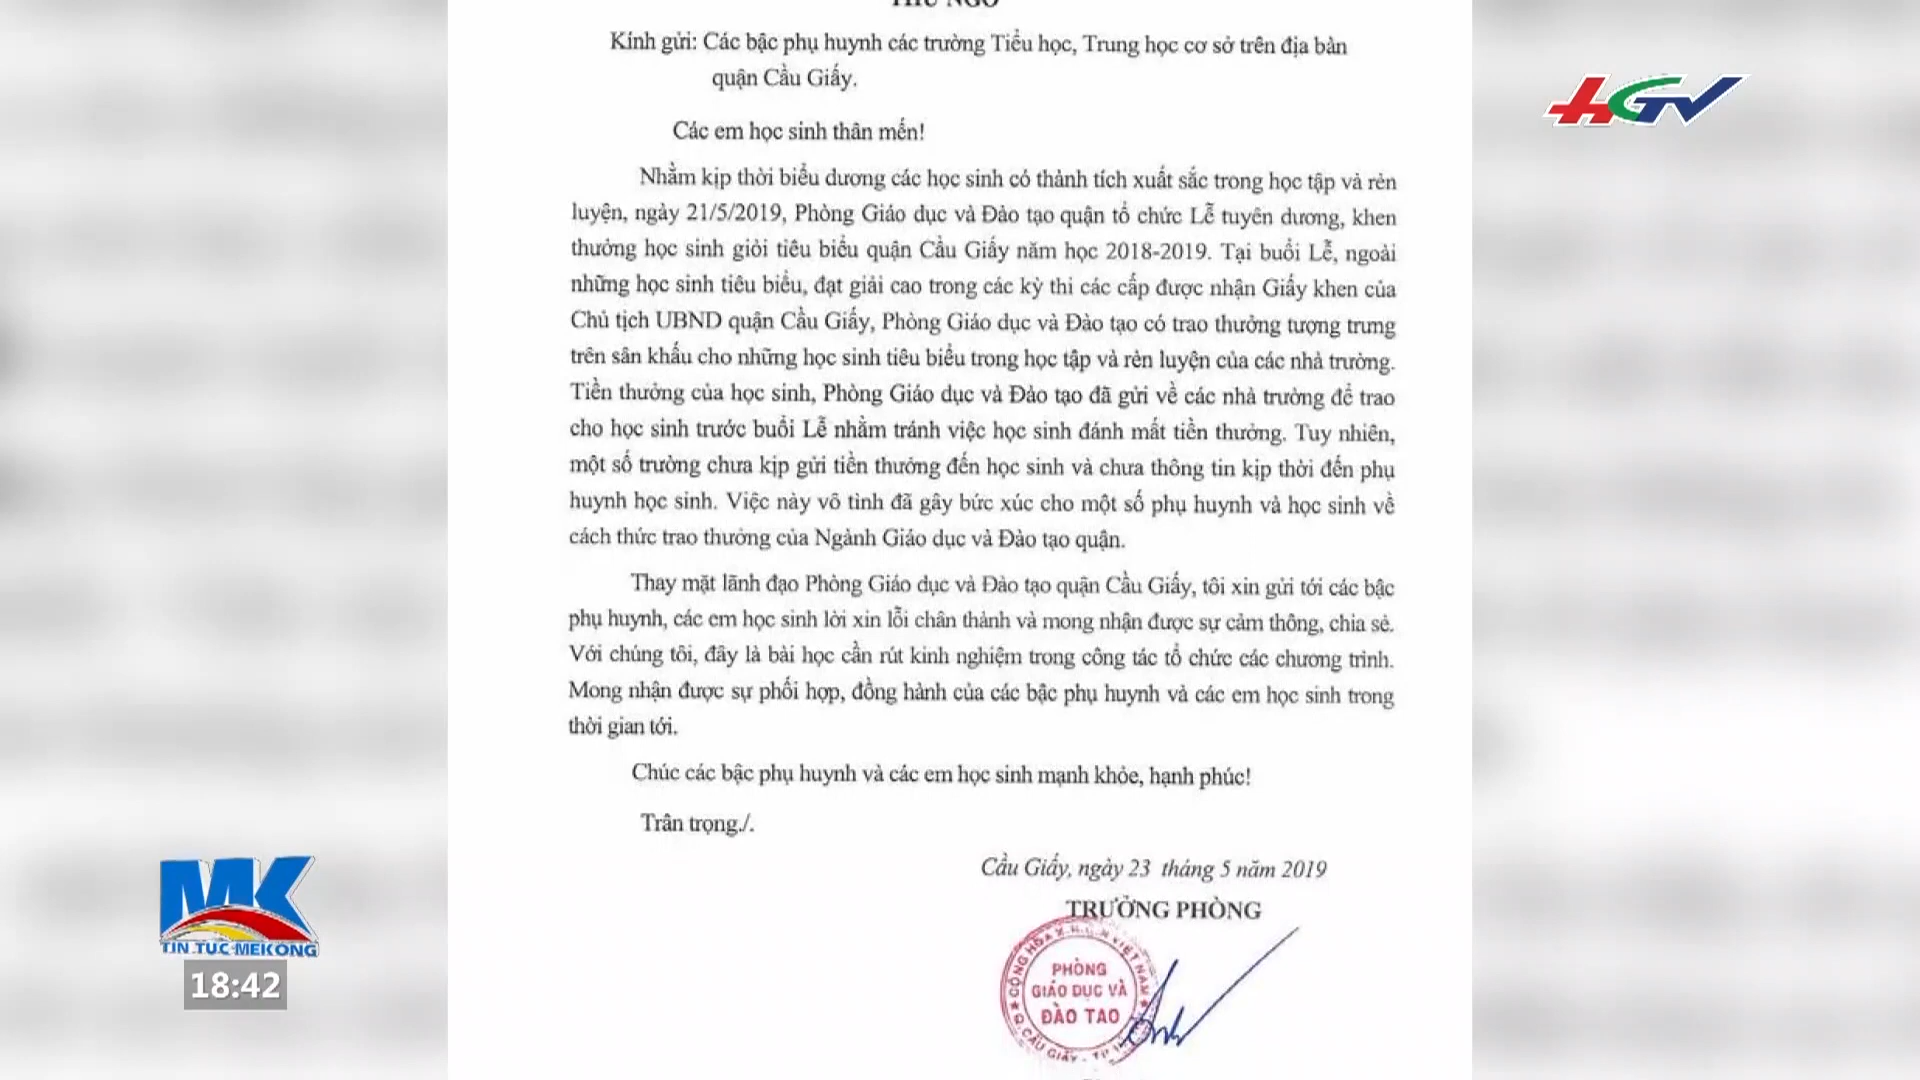 THƯ NGỎ
Kính gửi: Các bậc phụ huynh các trường Tiểu học, Trung học cơ sở trên địa bàn
quận Cầu Giấy.
HGV
Các em học sinh thân mến!
Nhằm kịp thời biểu dương các học sinh có thành tích xuất sắc trong học tập và rèn
luyện, ngày 21/5/2019, Phòng Giáo dục và Đào tạo quận tổ chức Lễ tuyên dương, khen
thưởng học sinh giỏi tiêu biểu quận Cầu Giấy năm học 2018-2019. Tại buổi Lễ, ngoài
những học sinh tiêu biểu, đạt giải cao trong các kỳ thi các cấp được nhận Giấy khen của
Chủ tịch UBND quận Cầu Giấy, Phòng Giáo dục và Đào tạo có trao thưởng tượng trưng
trên sân khấu cho những học sinh tiêu biểu trong học tập và rèn luyện của các nhà trường.
Tiền thưởng của học sinh, Phòng Giáo dục và Đào tạo đã gửi về các nhà trường để trao
cho học sinh trước buổi Lễ nhằm tránh việc học sinh đánh mất tiền thưởng. Tuy nhiên,
một số trường chưa kịp gửi tiền thưởng đến học sinh và chưa thông tin kịp thời đến phụ
huynh học sinh. Việc này vô tình đã gây bức xúc cho một số phụ huynh và học sinh về
cách thức trao thưởng của Ngành Giáo dục và Đào tạo quận.
Thay mặt lãnh đạo Phòng Giáo dục và Đào tạo quận Cầu Giấy, tôi xin gửi tới các bậc
phụ huynh, các em học sinh lời xin lỗi chân thành và mong nhận được sự cảm thông, chia sẻ.
Với chúng tôi, đây là bài học cần rút kinh nghiệm trong công tác tổ chức các chương trình.
Mong nhận được sự phối hợp, đồng hành của các bậc phụ huynh và các em học sinh trong
thời gian tới.
Chúc các bậc phụ huynh và các em học sinh mạnh khỏe, hạnh phúc!
Trân trọng./.
Cầu Giấy, ngày 23 tháng 5 năm 2019
TRƯỞNG PHÒNG
CỘNG HÒA X.H.C.N VIỆT NAM
PHÒNG
GIÁO DỤC VÀ
ĐÀO TẠO
Q. CẦU GIẤY - TP
MK
TIN TỨC MEKONG
18:42